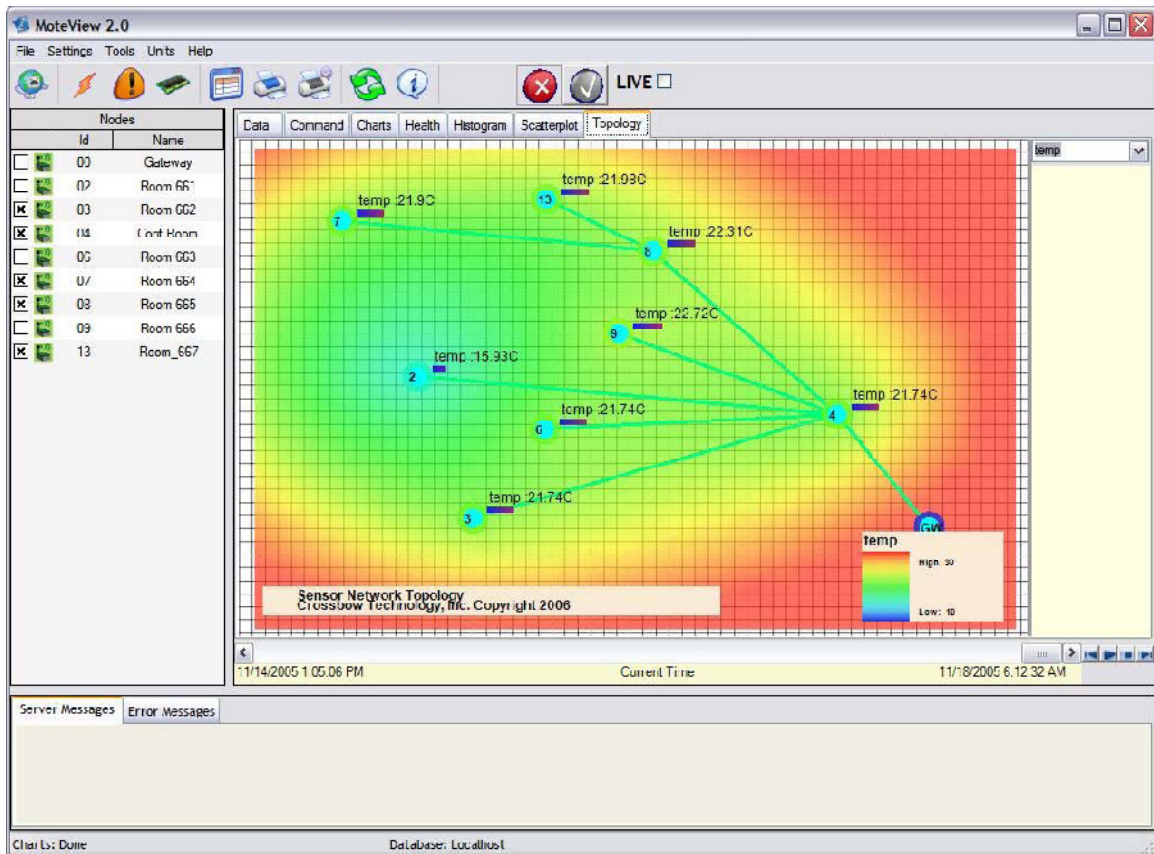 MoteView 2.0
File Settings Tools Units Help
LIVE
Nodes
Id Name
00 Gateway
02 Room 661
03 Room 662
04 Conf Room
06 Room 663
07 Room 664
08 Room 665
09 Room 666
13 Room_667
Data Command Charts Health Histogram Scatterplot Topology
temp
temp :21.93C
13
temp :21.9C
7
temp :22.31C
8
temp :22.72C
9
temp :15.93C
2
temp :21.74C
4
temp :21.74C
6
temp :21.74C
3
GW
temp
High: 30
Low: 10
Sensor Network Topology
Crossbow Technology, Inc. Copyright 2006
11/14/2005 1:05:06 PM Current Time 11/18/2005 6:12:32 AM
Server Messages Error Messages
Charts: Done Database: Localhost